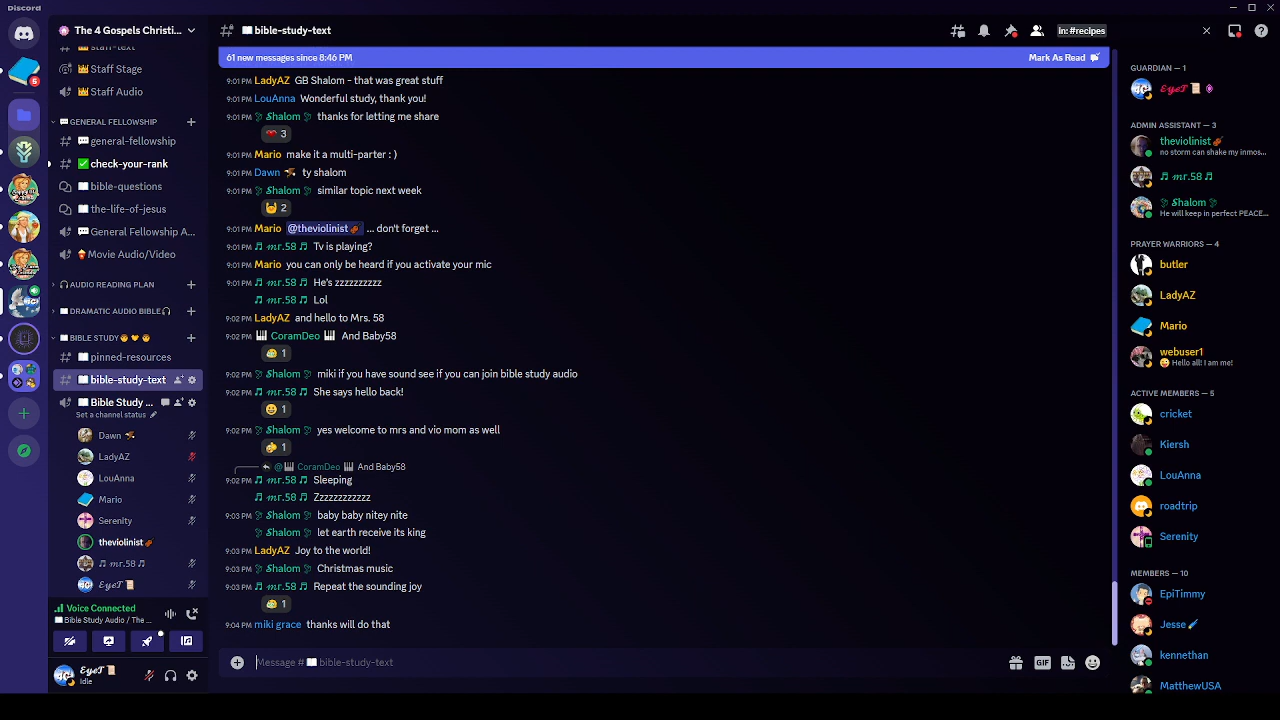 Discord
The 4 Gospels Christi...
bible-study-text
In: #recipes
5
staff-text
Staff Stage
Staff Audio
GENERAL FELLOWSHIP
general-fellowship
check-your-rank
bible-questions
the-life-of-jesus
General Fellowship A...
Movie Audio/Video
AUDIO READING PLAN
DRAMATIC AUDIO BIBLE
BIBLE STUDY
pinned-resources
bible-study-text
Bible Study ...
Set a channel status
Dawn
LadyAZ
LouAnna
Mario
Serenity
theviolinist
mr.58
EyeT
Voice Connected
Bible Study Audio / The ...
EyeT
Idle
61 new messages since 8:46 PM
Mark As Read
9:01 PM LadyAZ GB Shalom - that was great stuff
9:01 PM LouAnna Wonderful study, thank you!
9:01 PM Shalom thanks for letting me share
3
9:01 PM Mario make it a multi-parter : )
9:01 PM Dawn ty shalom
9:01 PM Shalom similar topic next week
2
9:01 PM Mario @theviolinist ... don't forget ...
9:01 PM mr.58 Tv is playing?
9:01 PM Mario you can only be heard if you activate your mic
9:01 PM mr.58 He's zzzzzzzzzz
mr.58 Lol
9:02 PM LadyAZ and hello to Mrs. 58
9:02 PM CoramDeo And Baby58
1
9:02 PM Shalom miki if you have sound see if you can join bible study audio
9:02 PM mr.58 She says hello back!
1
9:02 PM Shalom yes welcome to mrs and vip mom as well
1
@ CoramDeo And Baby58
9:02 PM mr.58 Sleeping
mr.58 Zzzzzzzzzzz
9:03 PM Shalom baby baby nitey nite
Shalom let earth receive its king
9:03 PM LadyAZ Joy to the world!
9:03 PM Shalom Christmas music
9:03 PM mr.58 Repeat the sounding joy
1
9:04 PM miki grace thanks will do that
Message # bible-study-text
GIF
GUARDIAN — 1
EyeT
ADMIN ASSISTANT — 3
theviolinist
no storm can shake my inmos...
mr.58
Shalom
He will keep in perfect PEACE...
PRAYER WARRIORS — 4
butler
LadyAZ
Mario
webuser1
Hello all! I am me!
ACTIVE MEMBERS — 5
cricket
Kiersh
LouAnna
roadtrip
Serenity
MEMBERS — 10
EpiTimmy
Jesse
kennethan
MatthewUSA